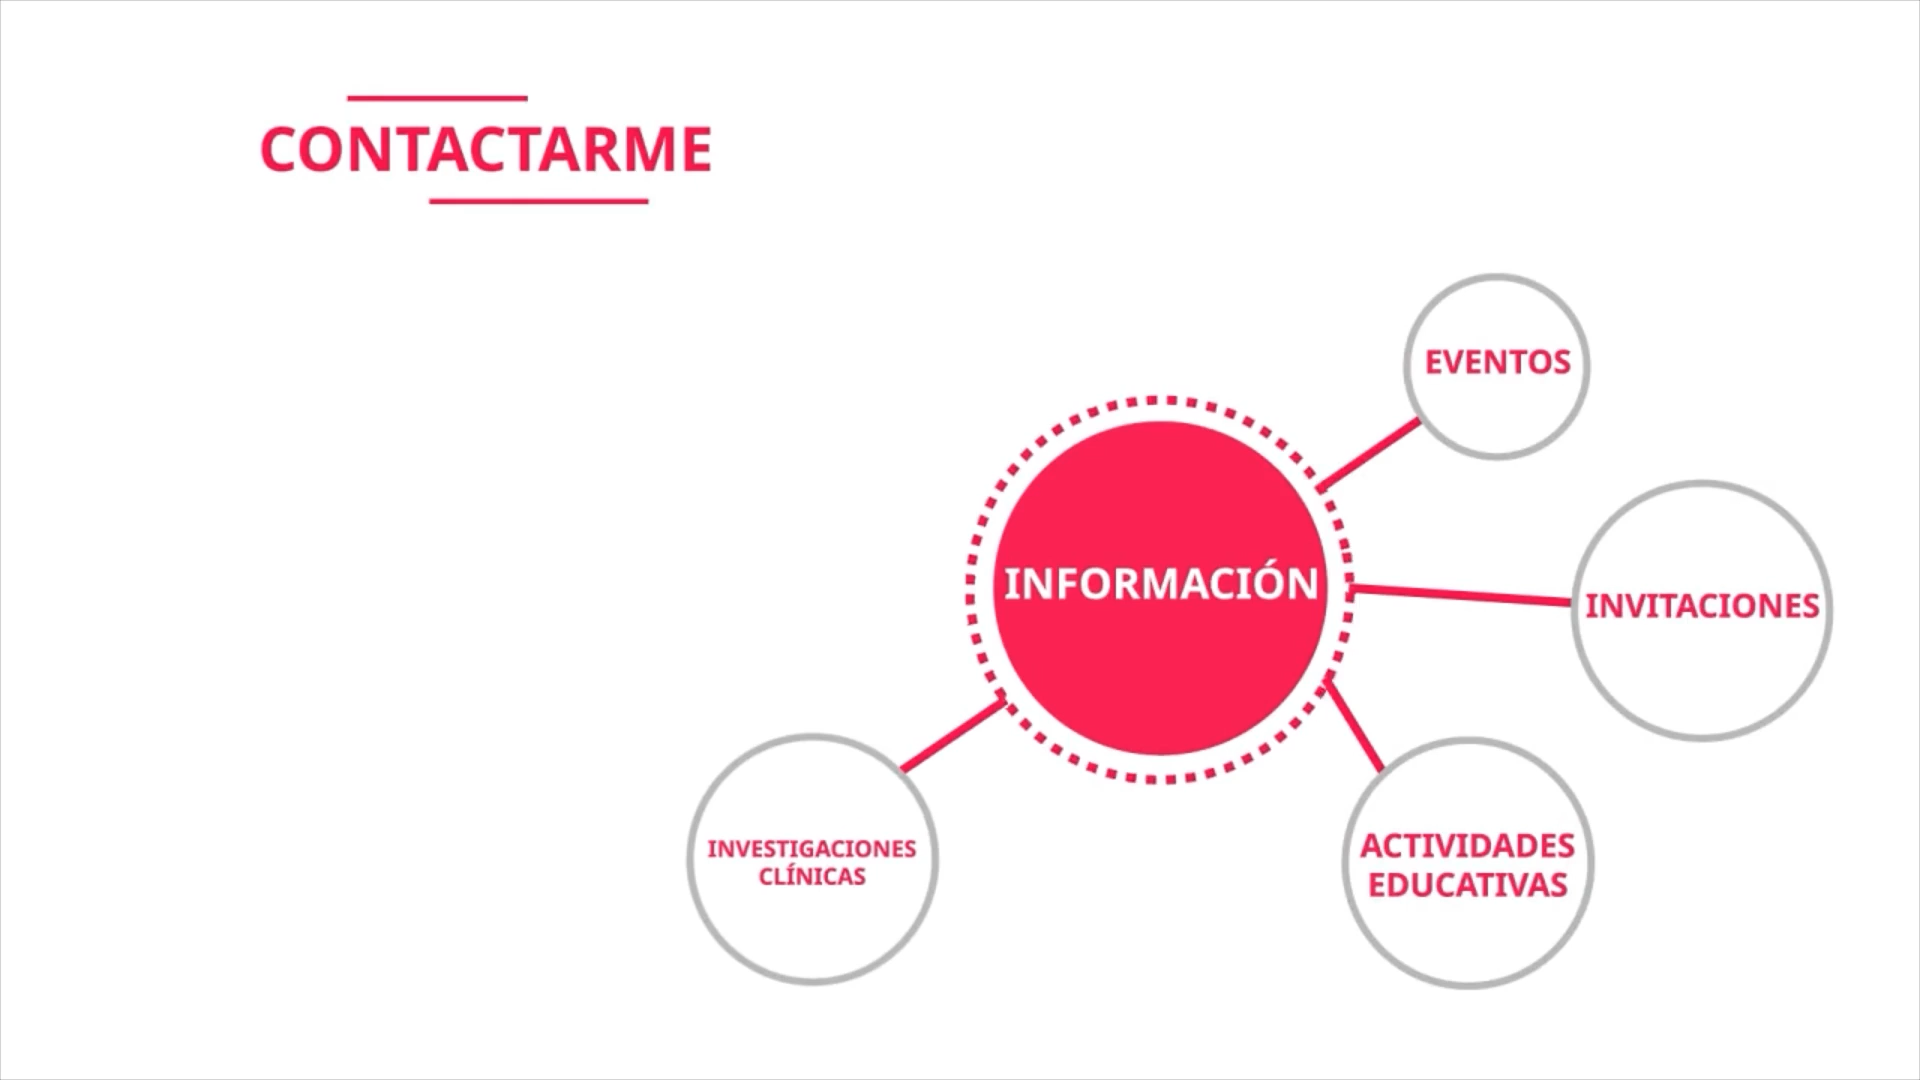 CONTACTARME
EVENTOS
INFORMACIÓN
INVITACIONES
INVESTIGACIONES
CLÍNICAS
ACTIVIDADES
EDUCATIVAS